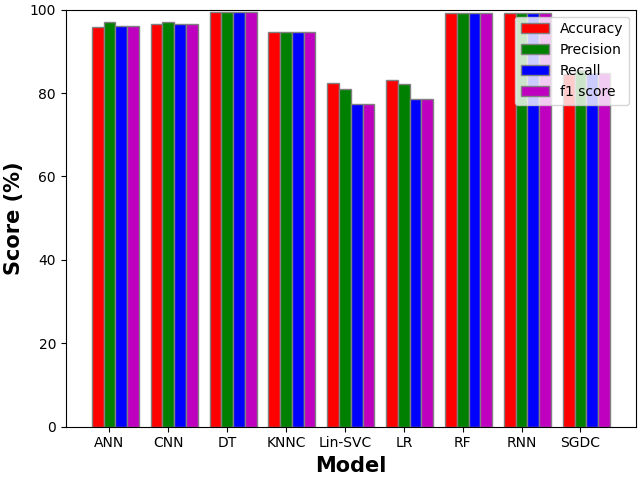 100
80
60
40
20
0
Score (%)
Accuracy
Precision
Recall
f1 score
ANN CNN DT KNNC Lin-SVC LR RF RNN SGDC
Model